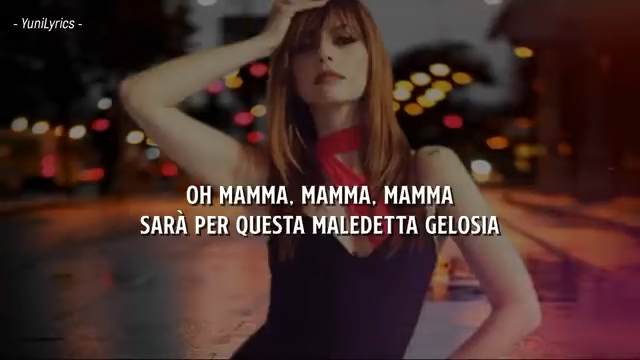 - YuniLyrics -
OH MAMMA, MAMMA, MAMMA
SARÀ PER QUESTA MALEDETTA GELOSIA